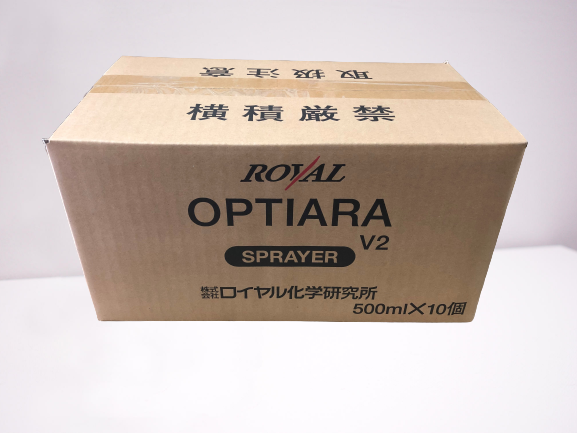 取扱注意
横積厳禁
ROYAL
OPTIARA
V2
SPRAYER
株式会社ロイヤル化学研究所
500ml×10個